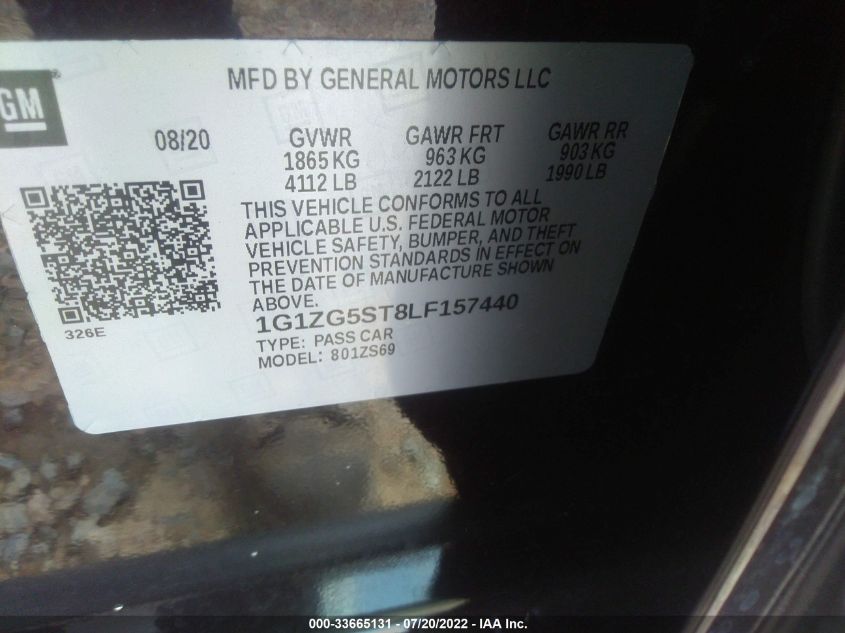 MFD BY GENERAL MOTORS LLC
GM
08/20
GVWR
1865 KG
4112 LB
GAWR FRT
963 KG
2122 LB
GAWR RR
903 KG
1990 LB
THIS VEHICLE CONFORMS TO ALL
APPLICABLE U.S. FEDERAL MOTOR
VEHICLE SAFETY, BUMPER, AND THEFT
PREVENTION STANDARDS IN EFFECT ON
THE DATE OF MANUFACTURE SHOWN
ABOVE.
326E
1G1ZG5ST8LF157440
TYPE: PASS CAR
MODEL: 801ZS69
000-33665131 - 07/20/2022 - IAA Inc.